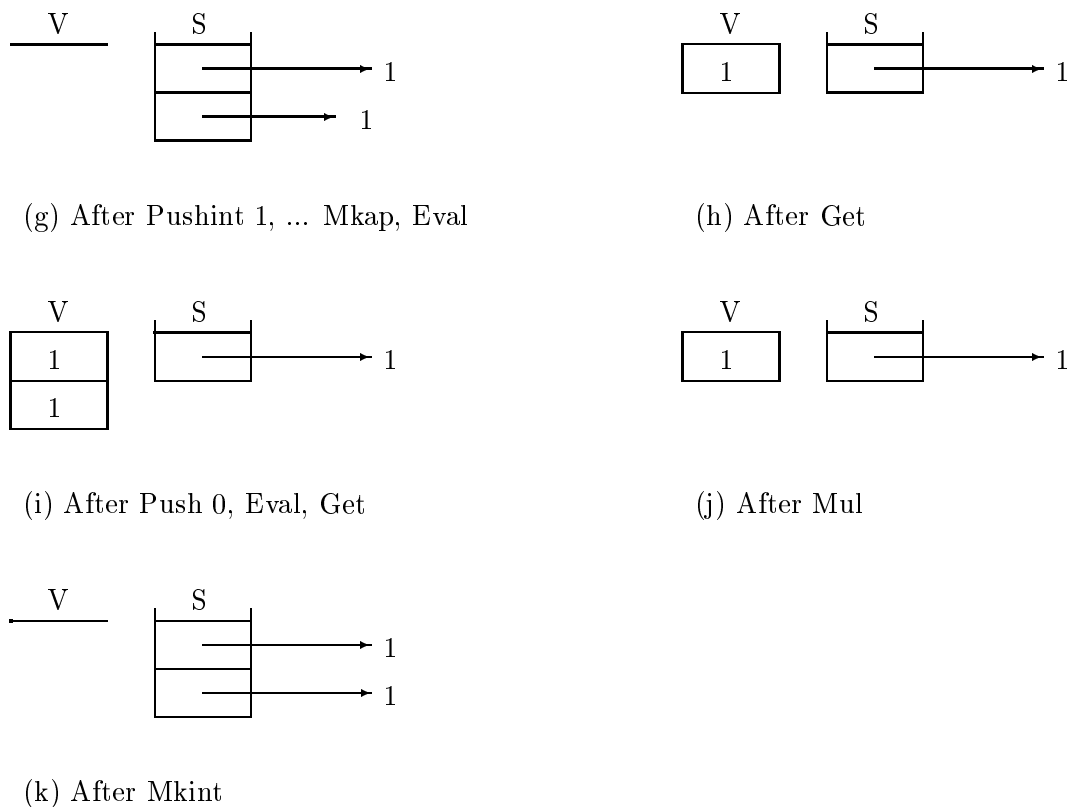 V S V S
1 1 1
1
(g) After Pushint 1, ... Mkap, Eval (h) After Get
V S V S
1 1 1 1
1
(i) After Push 0, Eval, Get (j) After Mul
V S
1
1
(k) After Mkint